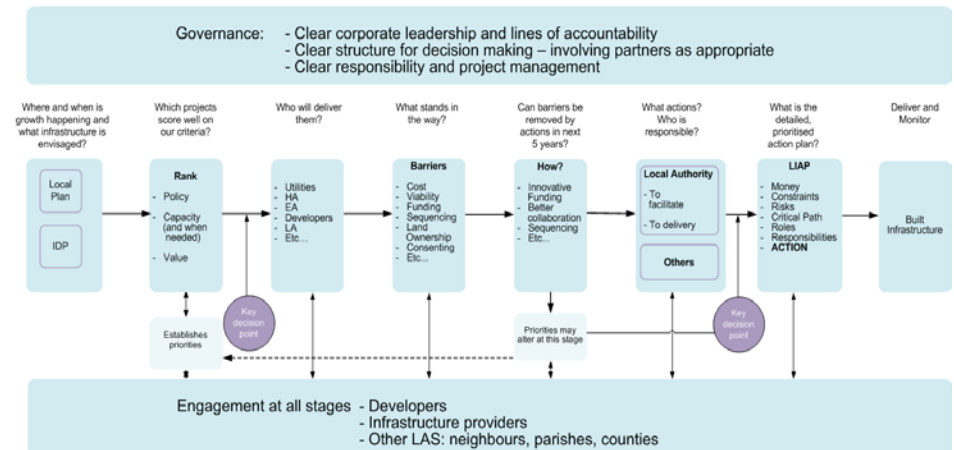 Governance: - Clear corporate leadership and lines of accountability
- Clear structure for decision making – involving partners as appropriate
- Clear responsibility and project management
Where and when is
growth happening and
what infrastructure is
envisaged?
Which projects
score well on
our criteria?
Who will deliver
them?
What stands in
the way?
Can barriers be
removed by
actions in next
5 years?
What actions?
Who is
responsible?
What is the
detailed,
prioritised
action plan?
Deliver and
Monitor
Local
Plan
IDP
Rank
- Policy
- Capacity
(and when
needed)
- Value
- Utilities
- HA
- EA
- Developers
- LA
- Etc...
Barriers
- Cost
- Viability
- Funding
- Sequencing
- Land
Ownership
- Consenting
- Etc...
How?
- Innovative
Funding
- Better
collaboration
- Sequencing
- Etc...
Local Authority
- To
facilitate
- To delivery
Others
LIAP
- Money
- Constraints
- Risks
- Critical Path
- Roles
- Responsibilities
- ACTION
Built
Infrastructure
Establishes
priorities
Key
decision
point
Priorities may
alter at this stage
Key
decision
point
Engagement at all stages - Developers
- Infrastructure providers
- Other LAS: neighbours, parishes, counties